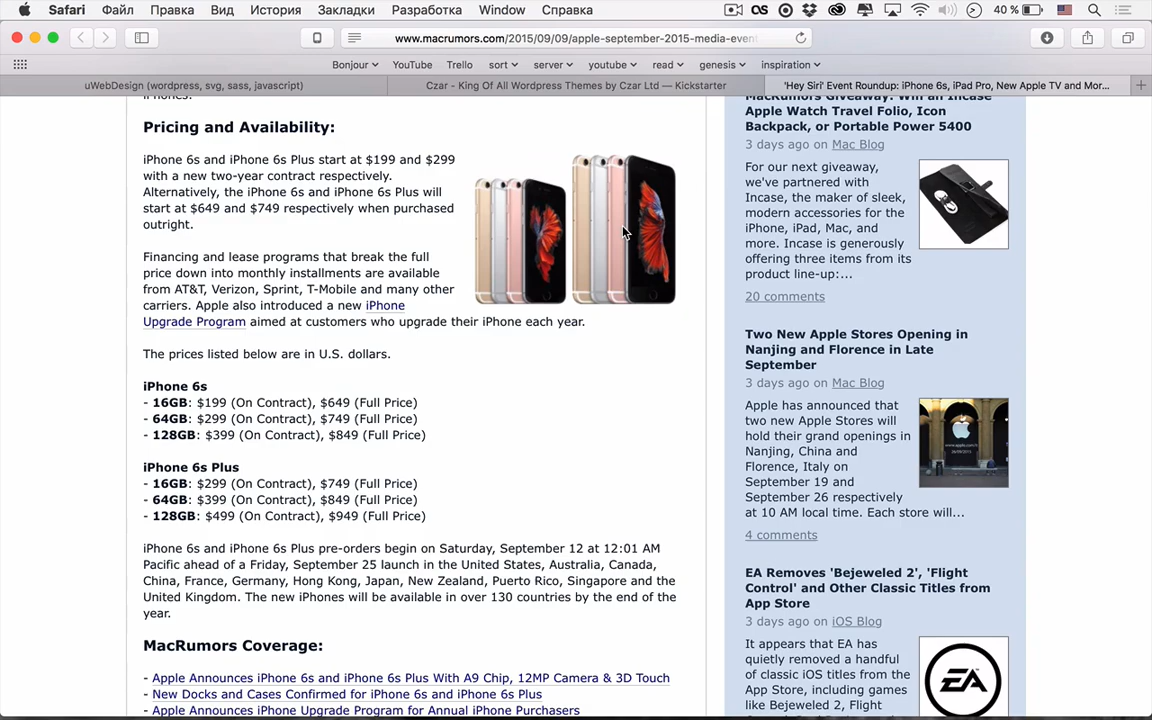 Safari Файл Правка Вид История Закладки Разработка Window Справка 40 %
www.macrumors.com/2015/09/09/apple-september-2015-media-even
Bonjour YouTube Trello sort server youtube read genesis inspiration
uWebDesign (wordpress, svg, sass, javascript) Czar - King Of All Wordpress Themes by Czar Ltd — Kickstarter 'Hey Siri' Event Roundup: iPhone 6s, iPad Pro, New Apple TV and Mor...
iPhones.
Pricing and Availability:
iPhone 6s and iPhone 6s Plus start at $199 and $299
with a new two-year contract respectively.
Alternatively, the iPhone 6s and iPhone 6s Plus will
start at $649 and $749 respectively when purchased
outright.
Financing and lease programs that break the full
price down into monthly installments are available
from AT&T, Verizon, Sprint, T-Mobile and many other
carriers. Apple also introduced a new iPhone
Upgrade Program aimed at customers who upgrade their iPhone each year.
The prices listed below are in U.S. dollars.
iPhone 6s
- 16GB: $199 (On Contract), $649 (Full Price)
- 64GB: $299 (On Contract), $749 (Full Price)
- 128GB: $399 (On Contract), $849 (Full Price)
iPhone 6s Plus
- 16GB: $299 (On Contract), $749 (Full Price)
- 64GB: $399 (On Contract), $849 (Full Price)
- 128GB: $499 (On Contract), $949 (Full Price)
iPhone 6s and iPhone 6s Plus pre-orders begin on Saturday, September 12 at 12:01 AM
Pacific ahead of a Friday, September 25 launch in the United States, Australia, Canada,
China, France, Germany, Hong Kong, Japan, New Zealand, Puerto Rico, Singapore and the
United Kingdom. The new iPhones will be available in over 130 countries by the end of the
year.
MacRumors Coverage:
- Apple Announces iPhone 6s and iPhone 6s Plus With A9 Chip, 12MP Camera & 3D Touch
- New Docks and Cases Confirmed for iPhone 6s and iPhone 6s Plus
- Apple Announces iPhone Upgrade Program for Annual iPhone Purchasers
MacRumors Giveaway: Win an Incase
Apple Watch Travel Folio, Icon
Backpack, or Portable Power 5400
3 days ago on Mac Blog
For our next giveaway,
we've partnered with
Incase, the maker of sleek,
modern accessories for the
iPhone, iPad, Mac, and
more. Incase is generously
offering three items from its
product line-up:...
20 comments
Two New Apple Stores Opening in
Nanjing and Florence in Late
September
3 days ago on Mac Blog
Apple has announced that
two new Apple Stores will
hold their grand openings in
Nanjing, China and
Florence, Italy on
September 19 and
September 26 respectively
at 10 AM local time. Each store will...
4 comments
EA Removes 'Bejeweled 2', 'Flight
Control' and Other Classic Titles from
App Store
3 days ago on iOS Blog
It appears that EA has
quietly removed a handful
of classic iOS titles from the
App Store, including games
like Bejeweled 2, Flight
EA